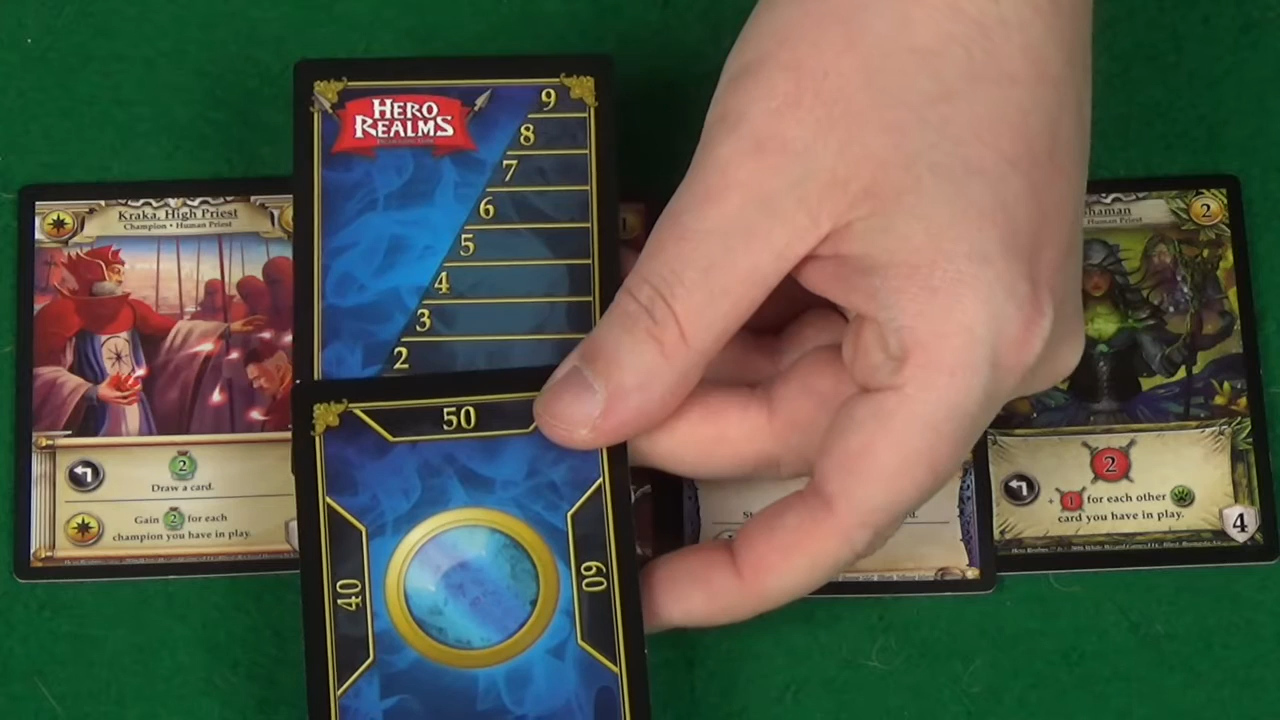 Kraka, High Priest
Champion • Human Priest
2
Draw a card.
Gain 2 for each
champion you have in play.
HERO
REALMS
9
8
7
6
5
4
3
2
50
40
60
1
Shaman
Human Priest
2
2
+ 1 for each other
card you have in play.
4